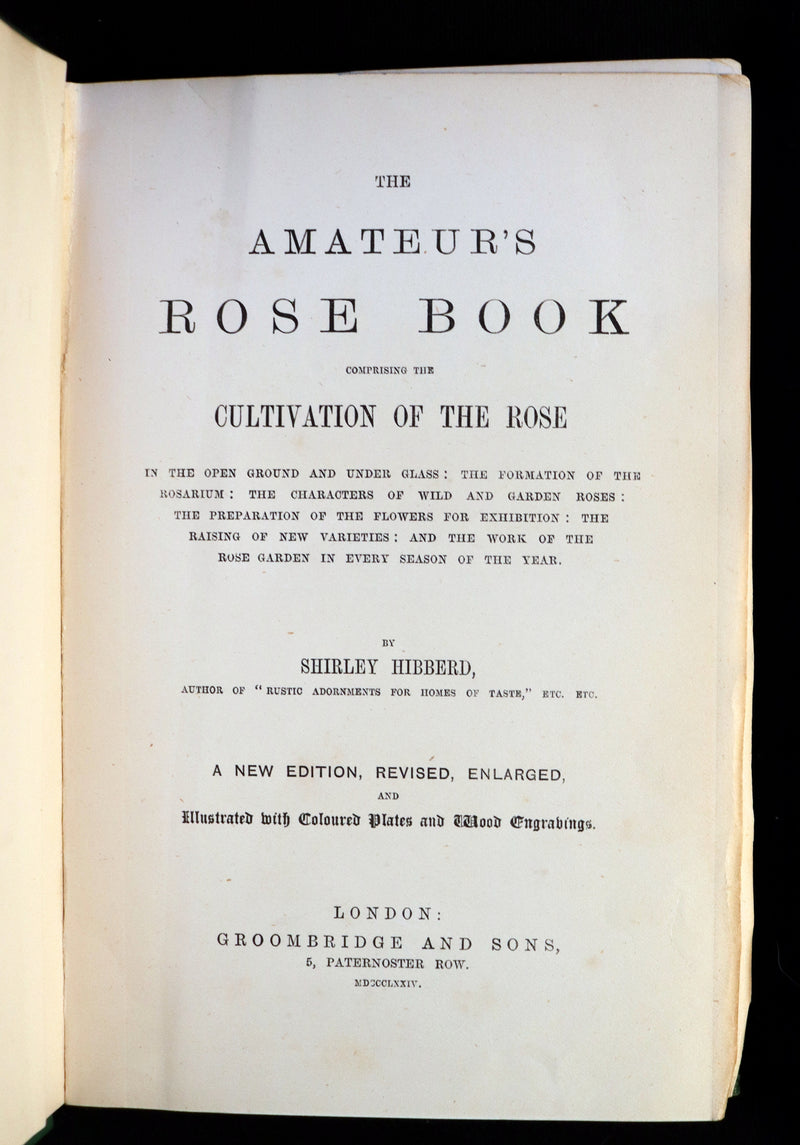 THE
AMATEUR'S
ROSE BOOK
COMPRISING THE
CULTIVATION OF THE ROSE
IN THE OPEN GROUND AND UNDER GLASS: THE FORMATION OF THE
ROSARIUM: THE CHARACTERS OF WILD AND GARDEN ROSES:
THE PREPARATION OF THE FLOWERS FOR EXHIBITION: THE
RAISING OF NEW VARIETIES: AND THE WORK OF THE
ROSE GARDEN IN EVERY SEASON OF THE YEAR.
BY
SHIRLEY HIBBERD,
AUTHOR OF "RUSTIC ADORNMENTS FOR HOMES OF TASTE," ETC. ETC.
A NEW EDITION, REVISED, ENLARGED,
AND
Illustrated with Coloured Plates and Wood Engravings.
LONDON:
GROOMBRIDGE AND SONS,
5, PATERNOSTER ROW.
MDCCCLXXIV.